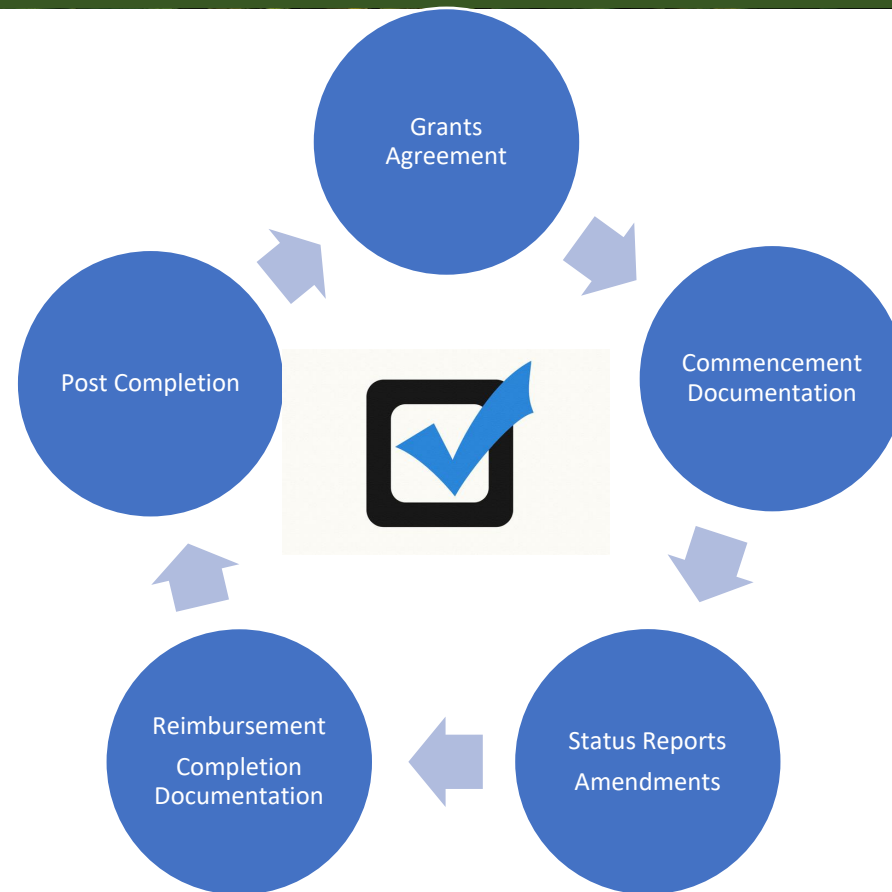 Grants
Agreement
Commencement
Documentation
Status Reports
Amendments
Reimbursement
Completion
Documentation
Post Completion